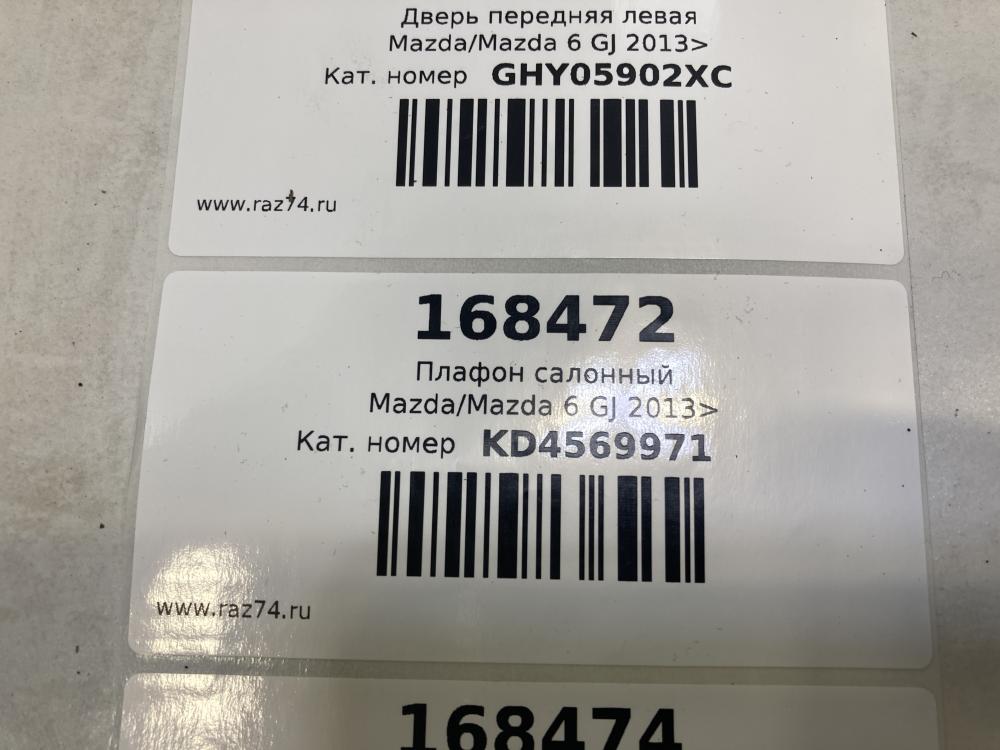 Дверь передняя левая
Mazda/Mazda 6 GJ 2013>
Кат. номер GHY05902XC
www.raz74.ru
168472
Плафон салонный
Mazda/Mazda 6 GJ 2013>
Кат. номер KD4569971
www.raz74.ru
168474